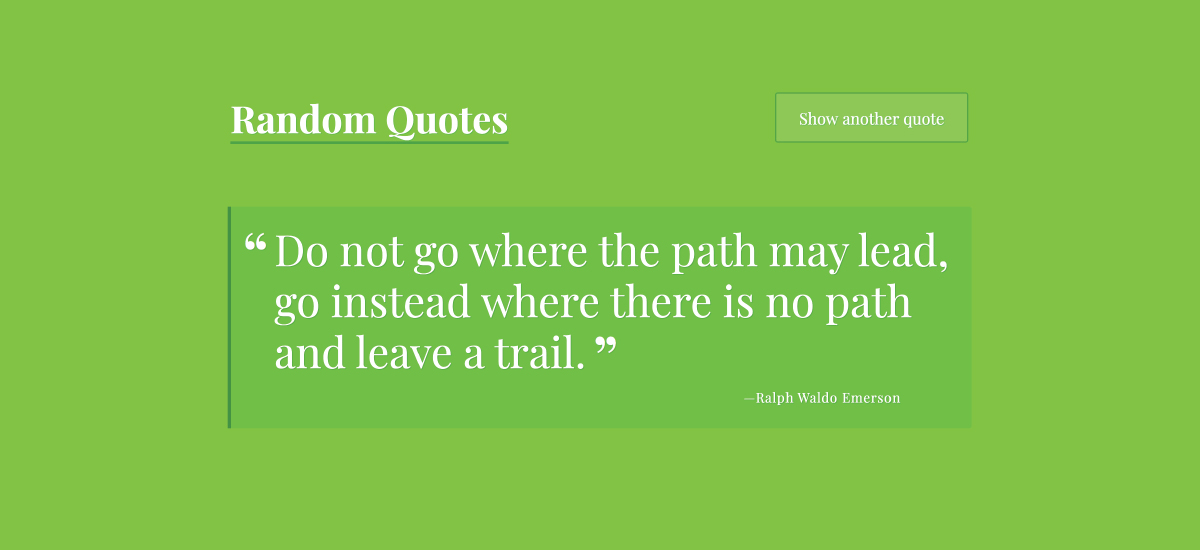 Random Quotes
Show another quote
“ Do not go where the path may lead,
go instead where there is no path
and leave a trail. ”
—Ralph Waldo Emerson